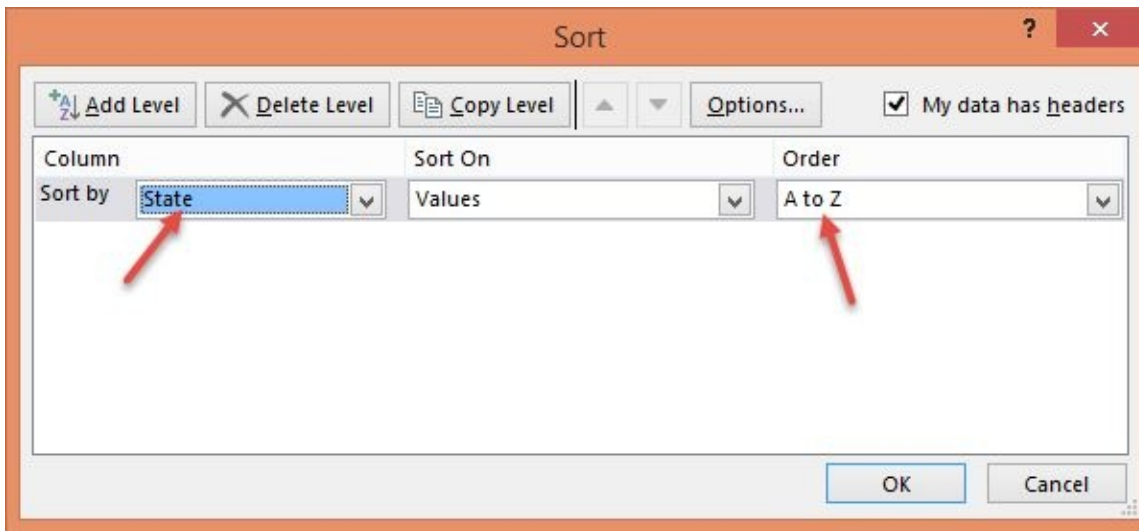 Sort ? ×
Add Level Delete Level Copy Level Options... My data has headers
Column Sort On Order
Sort by State Values A to Z
OK Cancel